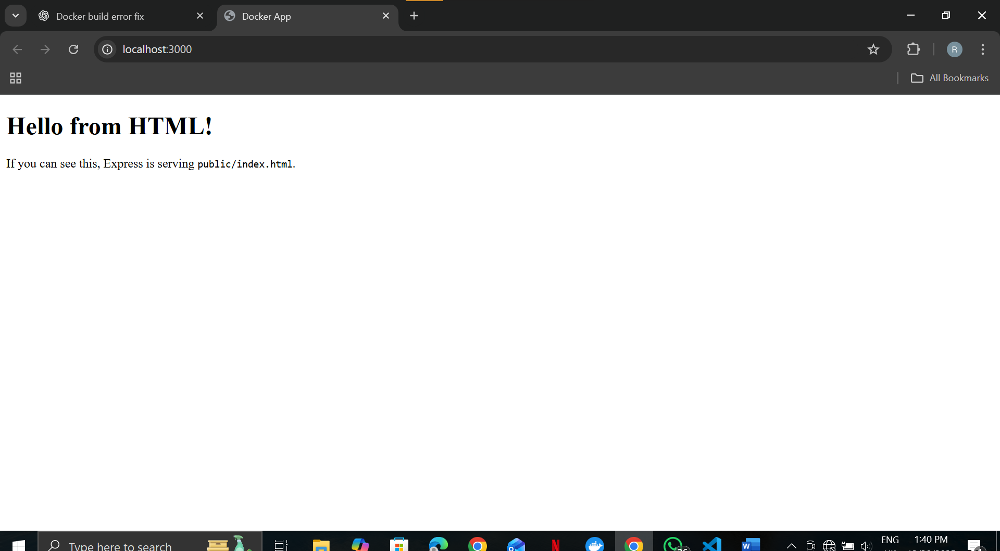 Docker build error fix
Docker App
localhost:3000
R
All Bookmarks
Hello from HTML!
If you can see this, Express is serving public/index.html.
Type here to search
ENG
1:40 PM